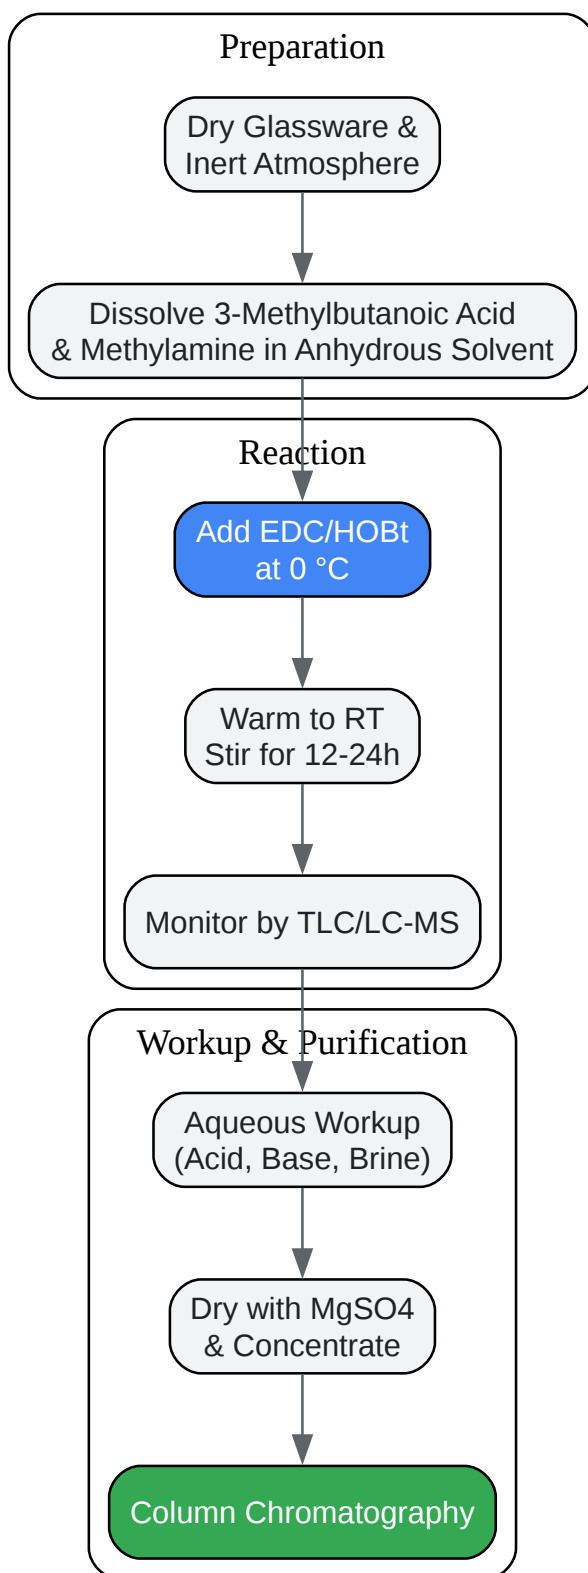 Preparation
Dry Glassware &
Inert Atmosphere
Dissolve 3-Methylbutanoic Acid
& Methylamine in Anhydrous Solvent
Reaction
Add EDC/HOBt
at 0 °C
Warm to RT
Stir for 12-24h
Monitor by TLC/LC-MS
Workup & Purification
Aqueous Workup
(Acid, Base, Brine)
Dry with MgSO4
& Concentrate
Column Chromatography